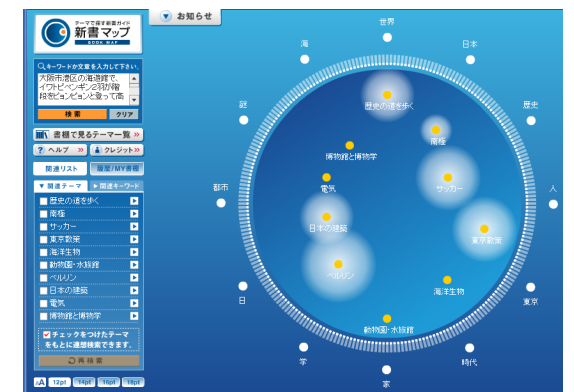 お知らせ
テーマで探す新書ガイド
新書マップ
BOOK MAP
キーワードか文章を入力して下さい。
大阪市港区の海遊館で、
イワトビペンギン2羽が階
段をピョンピョンと登って高
検索
クリア
書棚で見るテーマ一覧 »
? ヘルプ »
クレジット »
関連リスト
履歴/MY書棚
▼関連テーマ
▶関連キーワード
歴史の道を歩く
南極
サッカー
東京散策
海洋生物
動物園・水族館
ベルリン
日本の建築
電気
博物館と博物学
チェックをつけたテーマ
をもとに連想検索できます。
再検索
AA 12pt 14pt 16pt 18pt
世界
海
日本
謎
歴史
都市
人
日
東京
学
時代
家
歴史の道を歩く
南極
博物館と博物学
電気
サッカー
日本の建築
東京散策
ベルリン
海洋生物
動物園・水族館